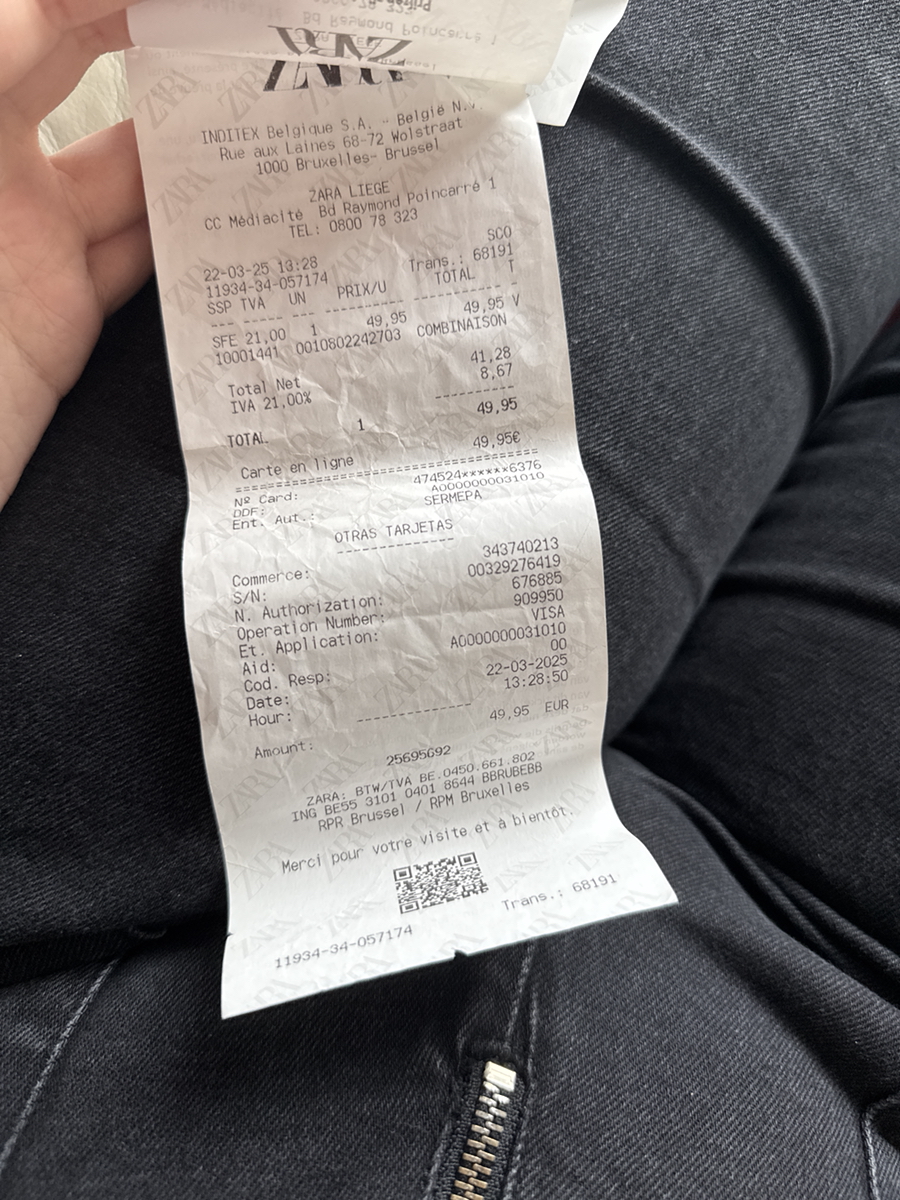 Bd Raymond Poincarré 1
ZARA
INDITEX Belgique S.A. - België N.V.
Rue aux Laines 68-72 Wolstraat
1000 Bruxelles- Brussel
ZARA LIEGE
CC Médiacité Bd Raymond Poincarré 1
TEL: 0800 78 323
SCO
22-03-25 13:28 Trans.: 68191
11934-34-057174
SSP TVA UN PRIX/U TOTAL T
--- ----- ---- -------- ------------
SFE 21,00 1 49,95 49,95 V
10001441 0010802242703 COMBINAISON
Total Net 41,28
IVA 21,00% 8,67
----------
TOTAL 1 49,95
Carte en ligne 49,95€
========================================
Nº Card: 474524******6376
DDF: A0000000031010
Ent. Aut.: SERMEPA
OTRAS TARJETAS
--------------
Commerce: 343740213
S/N: 00329276419
N. Authorization: 676885
Operation Number: 909950
Et. Application: VISA
Aid: A0000000031010
Cod. Resp: 00
Date: 22-03-2025
Hour: 13:28:50
--------------
Amount: 49,95 EUR
25695G92
ZARA: BTW/TVA BE.0450.661.802
ING BE55 3101 0401 8644 BBRUBEBB
RPR Brussel / RPM Bruxelles
Merci pour votre visite et à bientôt.
11934-34-057174 Trans.: 68191